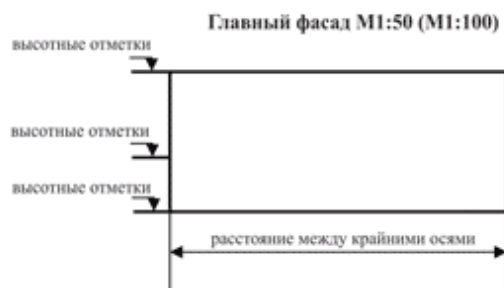 Главный фасад М1:50 (М1:100)
высотные отметки
высотные отметки
высотные отметки
расстояние между крайними осями